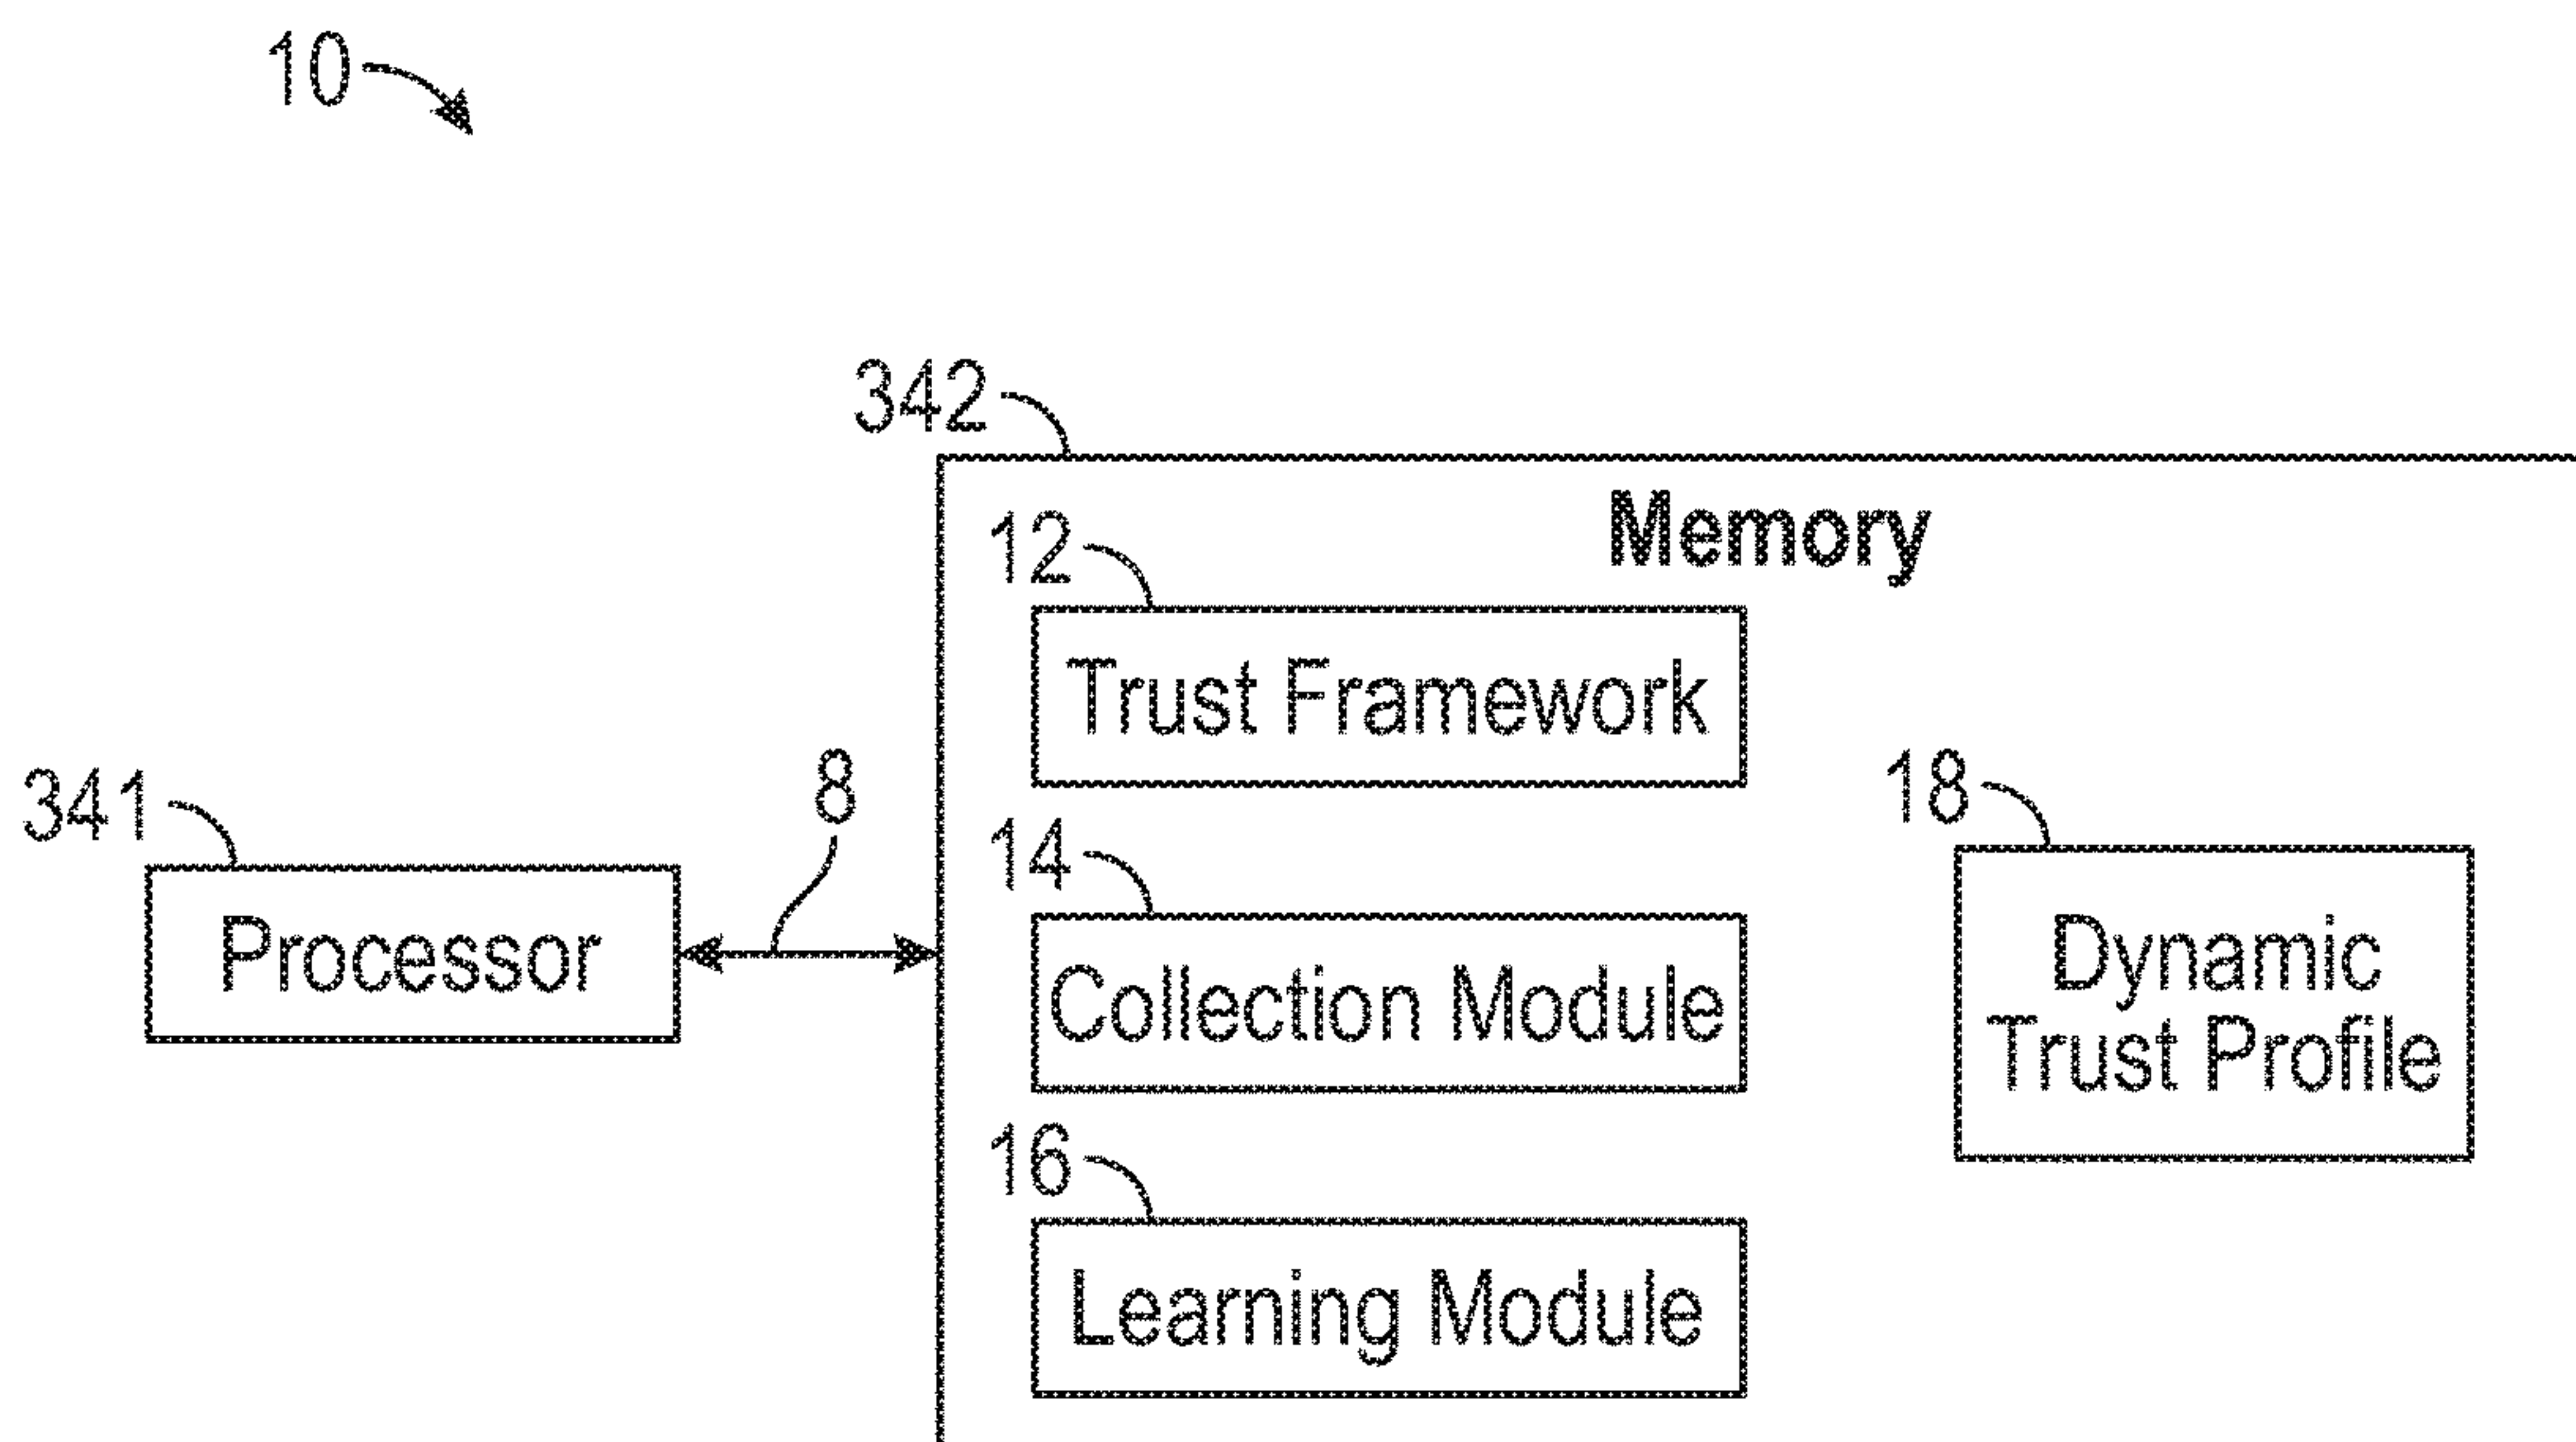 10
342
Memory
12
Trust Framework
341
8
18
14
Processor
Collection Module
Dynamic
Trust Profile
16
Learning Module